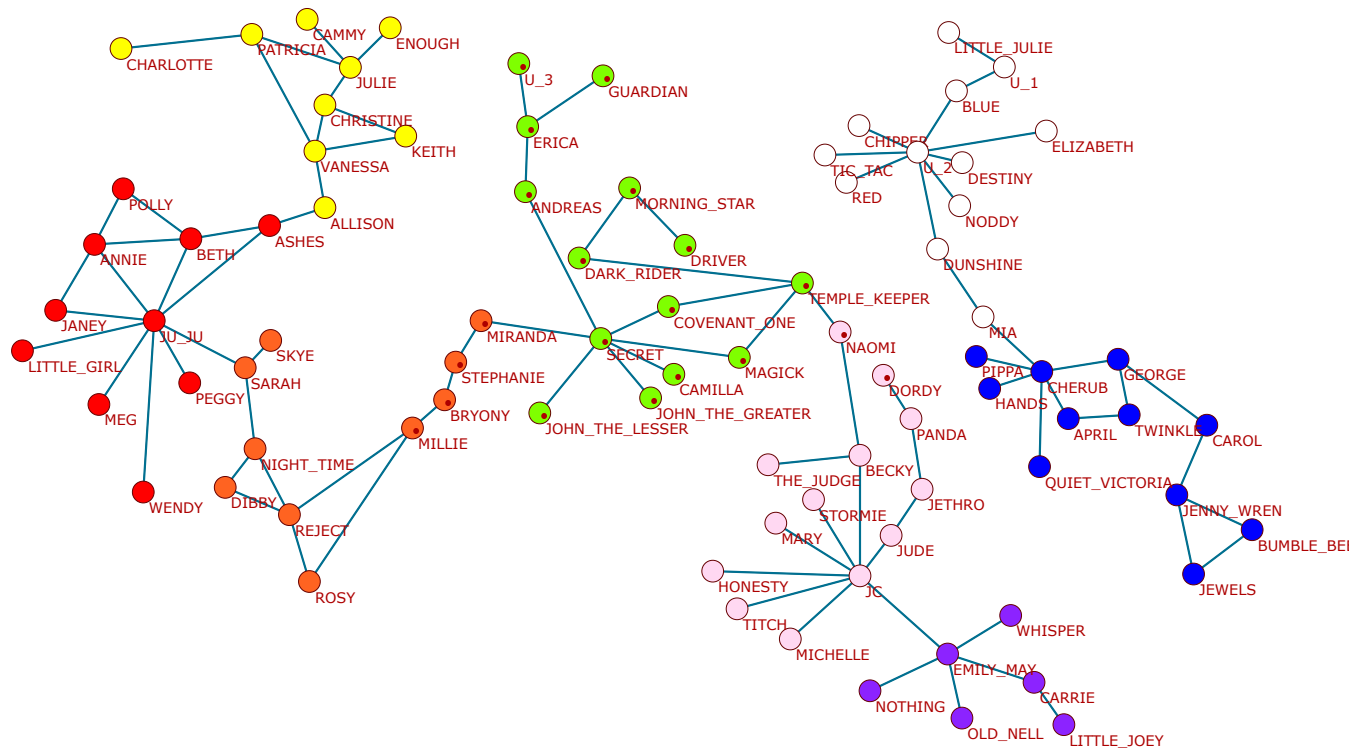 CAMMY
ENOUGH
PATRICIA
CHARLOTTE
JULIE
CHRISTINE
KEITH
VANESSA
ALLISON
POLLY
ASHES
BETH
ANNIE
JANEY
JU_JU
LITTLE_GIRL
SKYE
SARAH
PEGGY
MEG
WENDY
NIGHT_TIME
DIBBY
REJECT
ROSY
MILLIE
BRYONY
STEPHANIE
MIRANDA
U_3
GUARDIAN
ERICA
ANDREAS
MORNING_STAR
DRIVER
DARK_RIDER
TEMPLE_KEEPER
COVENANT_ONE
SECRET
MAGICK
CAMILLA
JOHN_THE_GREATER
JOHN_THE_LESSER
NAOMI
DORDY
PANDA
BECKY
THE_JUDGE
JETHRO
STORMIE
MARY
JUDE
HONESTY
JC
TITCH
MICHELLE
WHISPER
EMILY_MAY
CARRIE
NOTHING
OLD_NELL
LITTLE_JOEY
LITTLE_JULIE
U_1
BLUE
CHIPPER
ELIZABETH
TIC_TAC
U_2
DESTINY
RED
NODDY
DUNSHINE
MIA
PIPPA
CHERUB
GEORGE
HANDS
APRIL
TWINKLE
CAROL
QUIET_VICTORIA
JENNY_WREN
BUMBLE_BEE
JEWELS